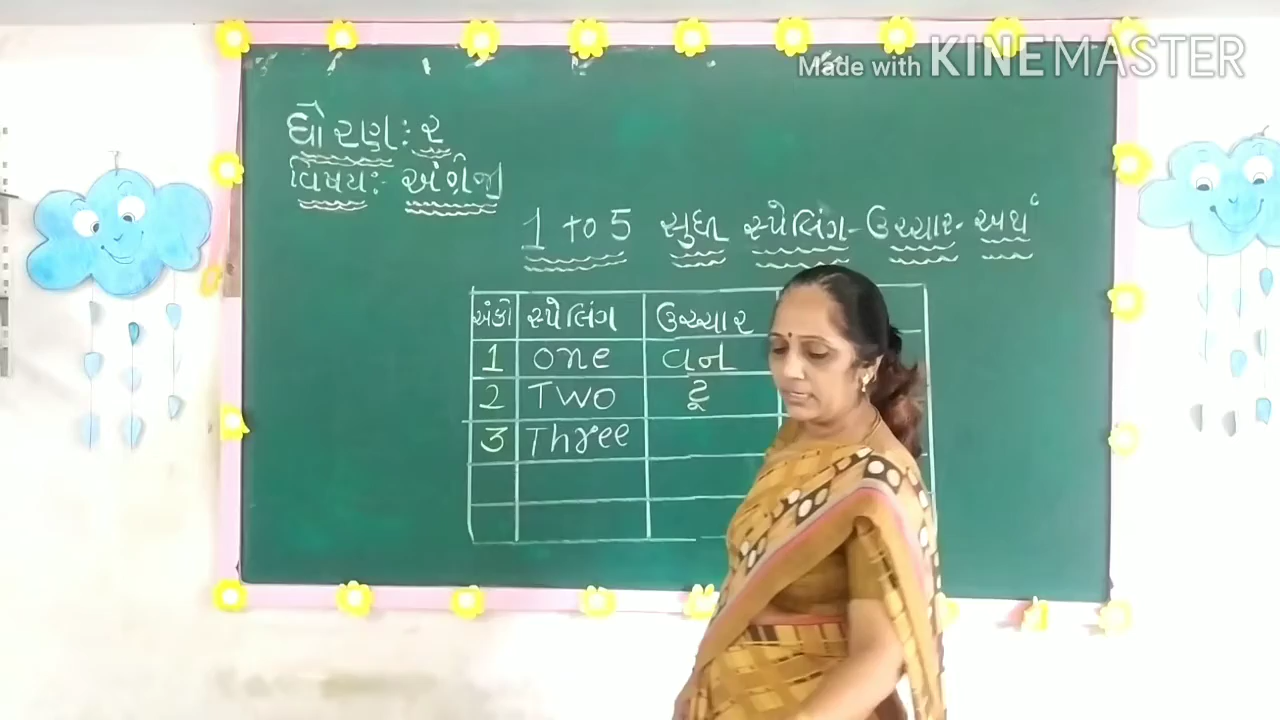 Made with KINEMASTER
ધોરણ : ૨
વિષય :- અંગ્રેજી
1 to 5 સુધી સ્પેલિંગ - ઉચ્ચાર - અર્થ
અંકો સ્પેલિંગ ઉચ્ચાર
1 one વન
2 Two ટૂ
3 Three